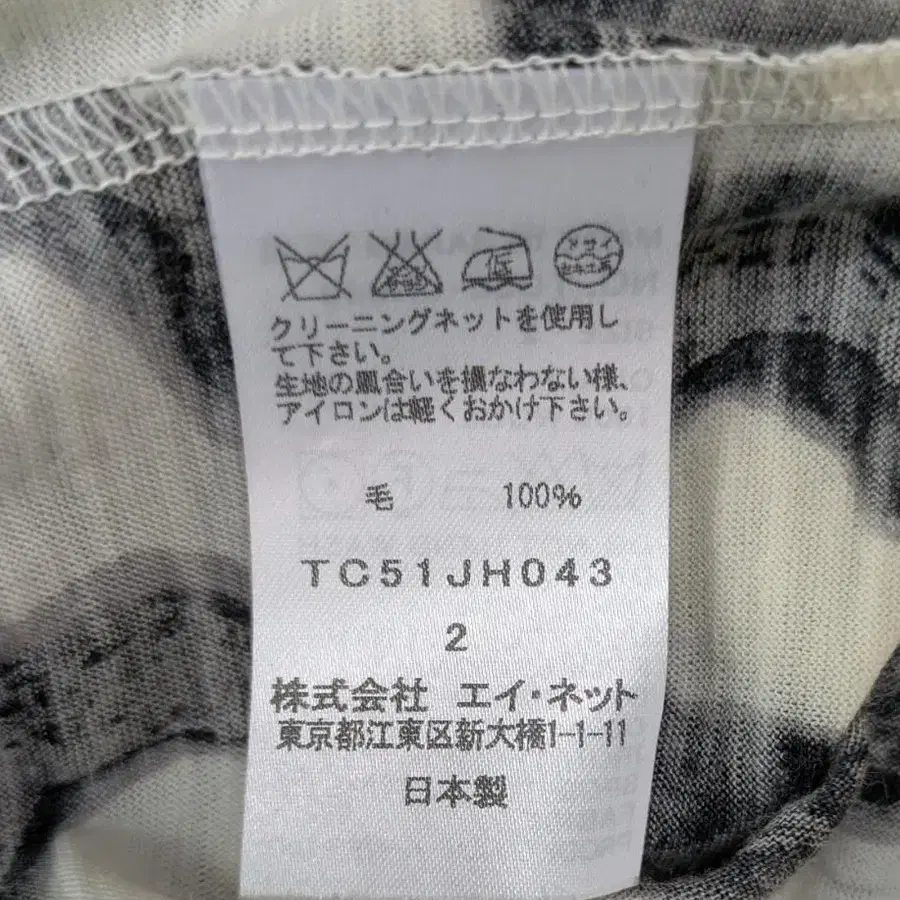 クリーニングネットを使用し
て下さい。
生地の風合いを損なわない様、
アイロンは軽くおかけ下さい。
毛 100%
TC51JH043
2
株式会社 エイ・ネット
東京都江東区新大橋1-1-11
日本製